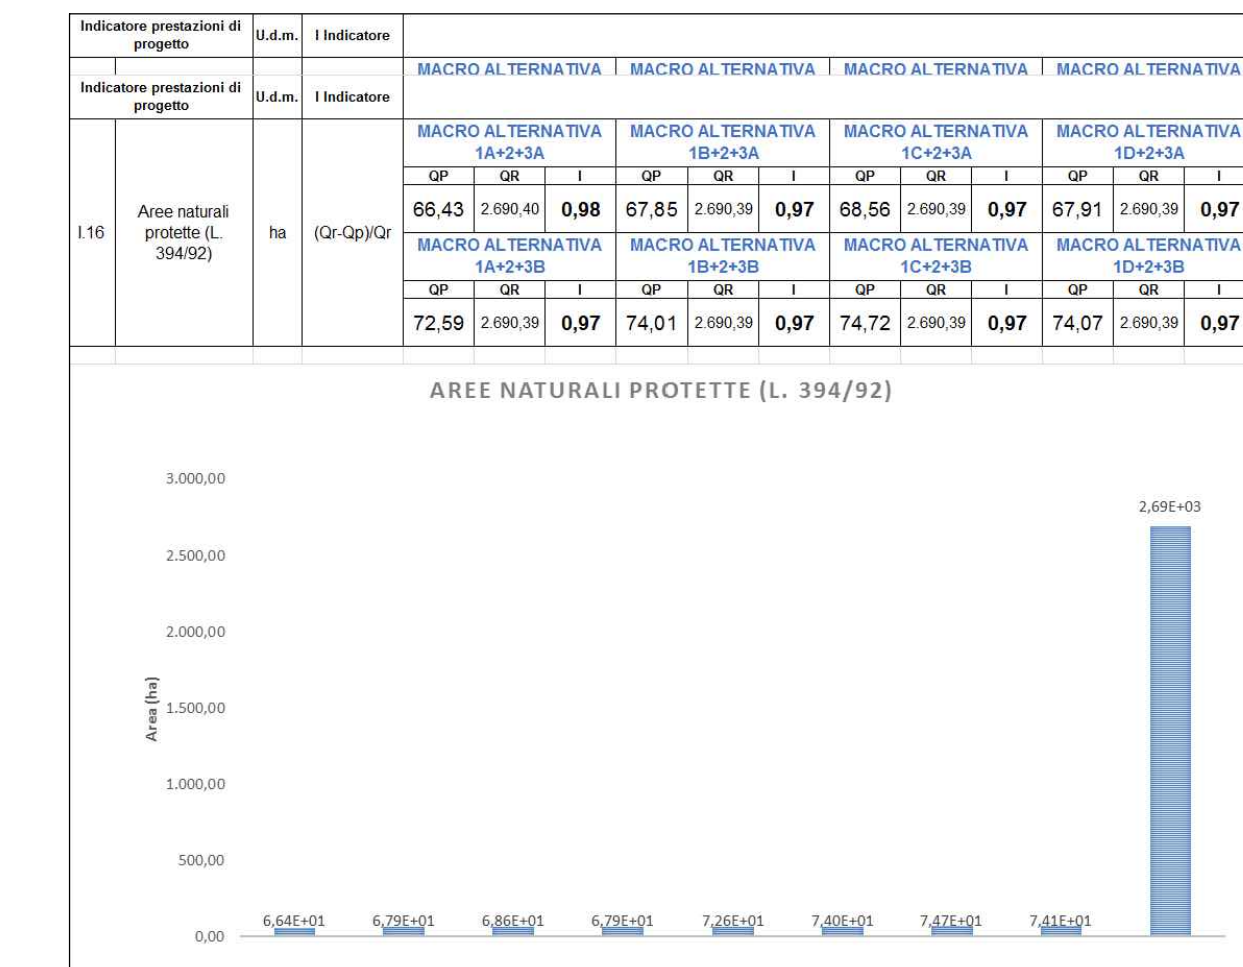 Indicatore prestazioni di progetto U.d.m. I Indicatore
MACRO ALTERNATIVA MACRO ALTERNATIVA MACRO ALTERNATIVA MACRO ALTERNATIVA
Indicatore prestazioni di progetto U.d.m. I Indicatore
MACRO ALTERNATIVA MACRO ALTERNATIVA MACRO ALTERNATIVA MACRO ALTERNATIVA
1A+2+3A 1B+2+3A 1C+2+3A 1D+2+3A
QP QR I QP QR I QP QR I QP QR I
66,43 2.690,40 0,98 67,85 2.690,39 0,97 68,56 2.690,39 0,97 67,91 2.690,39 0,97
I.16 Aree naturali protette (L. 394/92) ha (Qr-Qp)/Qr
MACRO ALTERNATIVA MACRO ALTERNATIVA MACRO ALTERNATIVA MACRO ALTERNATIVA
1A+2+3B 1B+2+3B 1C+2+3B 1D+2+3B
QP QR I QP QR I QP QR I QP QR I
72,59 2.690,39 0,97 74,01 2.690,39 0,97 74,72 2.690,39 0,97 74,07 2.690,39 0,97
AREE NATURALI PROTETTE (L. 394/92)
3.000,00
2,69E+03
2.500,00
2.000,00
Area (ha)
1.500,00
1.000,00
500,00
6,64E+01 6,79E+01 6,86E+01 6,79E+01 7,26E+01 7,40E+01 7,47E+01 7,41E+01
0,00